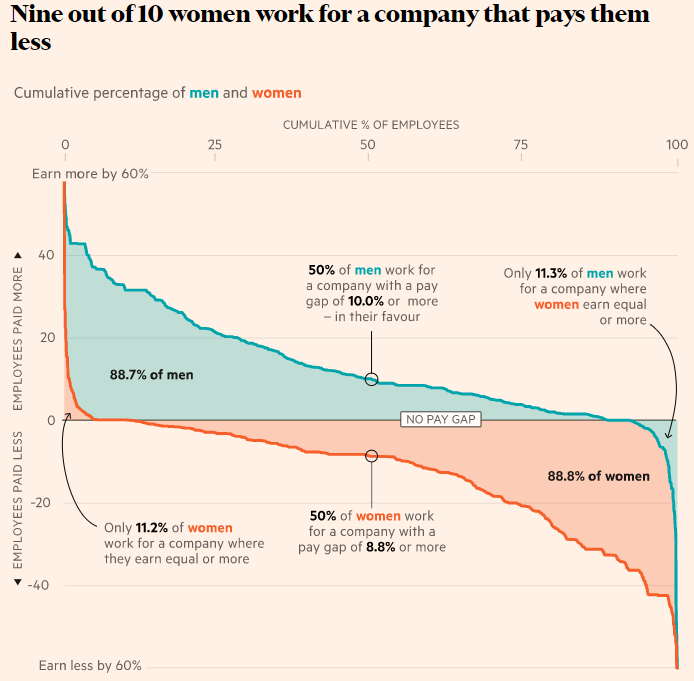 Nine out of 10 women work for a company that pays them
less
Cumulative percentage of men and women
CUMULATIVE % OF EMPLOYEES
0
25
50
75
100
Earn more by 60%
40
20
0
-20
-40
Earn less by 60%
EMPLOYEES PAID MORE ▲
▼ EMPLOYEES PAID LESS
50% of men work for
a company with a pay
gap of 10.0% or more
– in their favour
Only 11.3% of men work
for a company where
women earn equal
or more
88.7% of men
NO PAY GAP
88.8% of women
Only 11.2% of women
work for a company where
they earn equal or more
50% of women work
for a company with a
pay gap of 8.8% or more